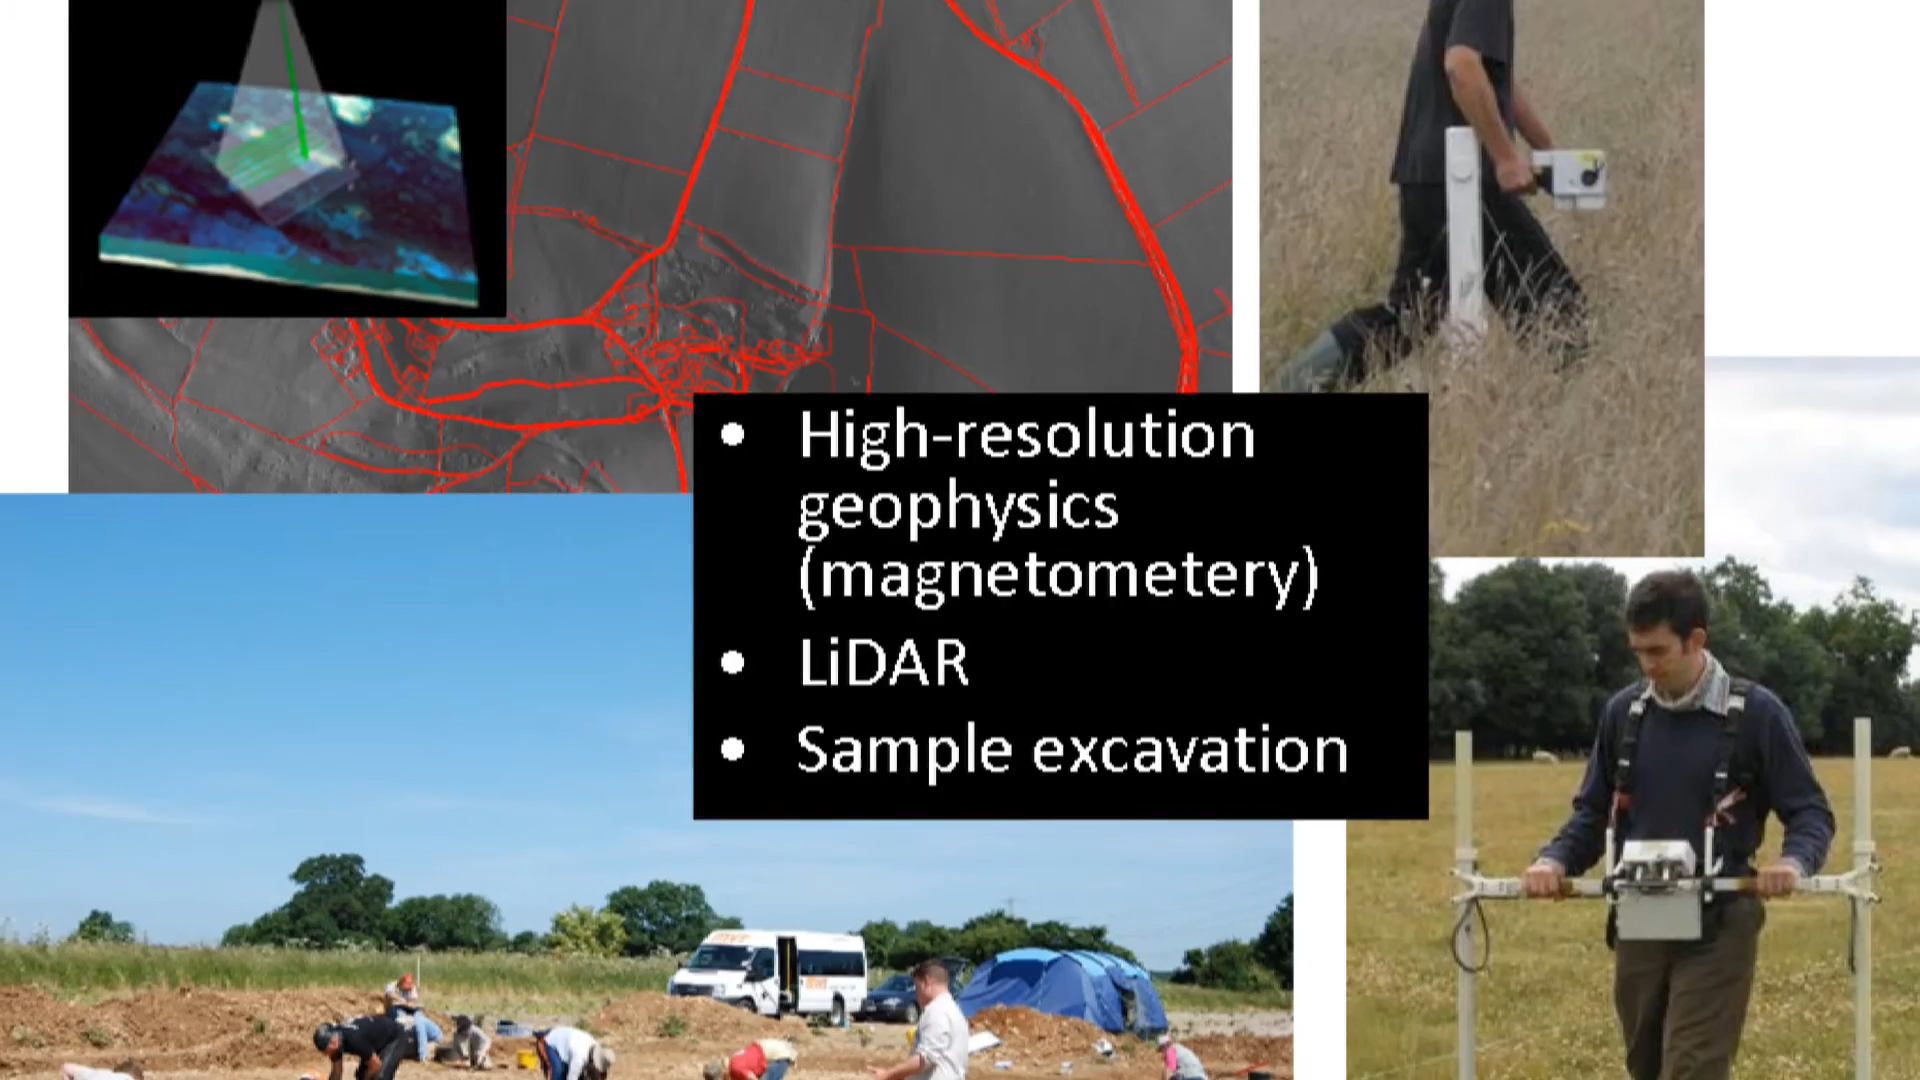 • High-resolution
geophysics
(magnetometery)
• LiDAR
• Sample excavation